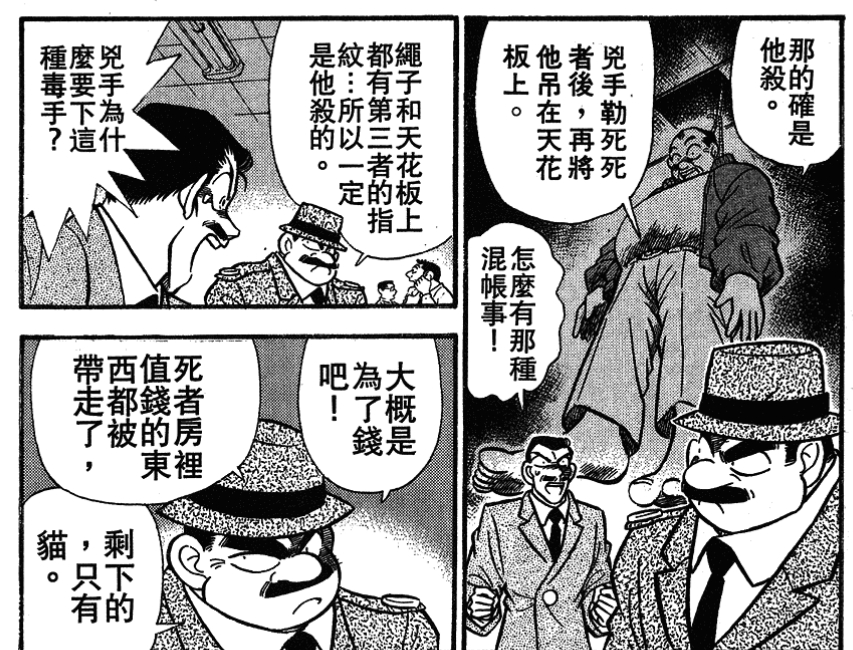 那的確是
他殺。
兇手勒死死
者後，再將
他吊在天花
板上。
怎麼有那種
混帳事！
繩子和天花板上
都有第三者的指
紋…所以一定
是他殺的。
兇手為什
麼要下這
種毒手？
大概是
為了錢
吧！
死者房裡
值錢的東
西都被
帶走了，
剩下的
，只有
貓。